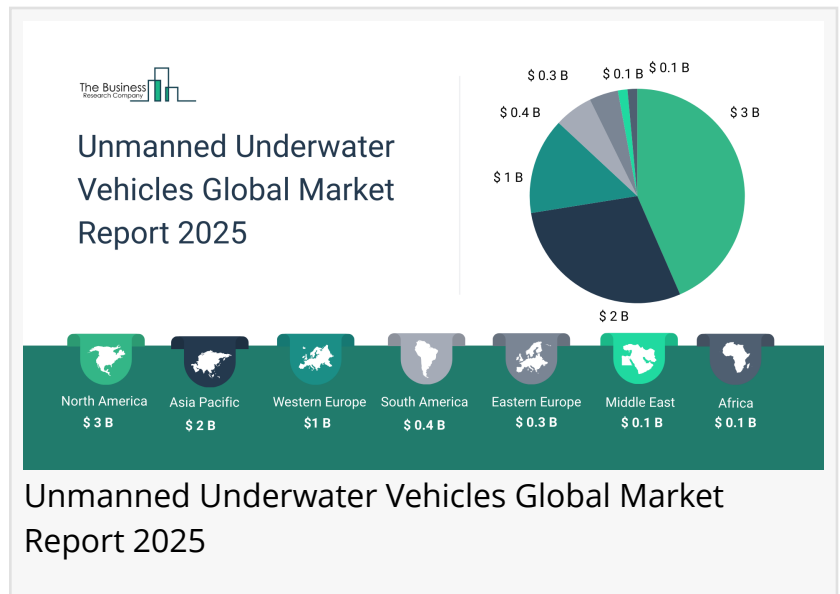 The Business
Research Company
Unmanned Underwater
Vehicles Global Market
Report 2025
$ 0.3 B
$ 0.1 B
$ 0.1 B
$ 0.4 B
$ 3 B
$ 1 B
$ 2 B
North America
$ 3 B
Asia Pacific
$ 2 B
Western Europe
$1 B
South America
$ 0.4 B
Eastern Europe
$ 0.3 B
Middle East
$ 0.1 B
Africa
$ 0.1 B
Unmanned Underwater Vehicles Global Market
Report 2025